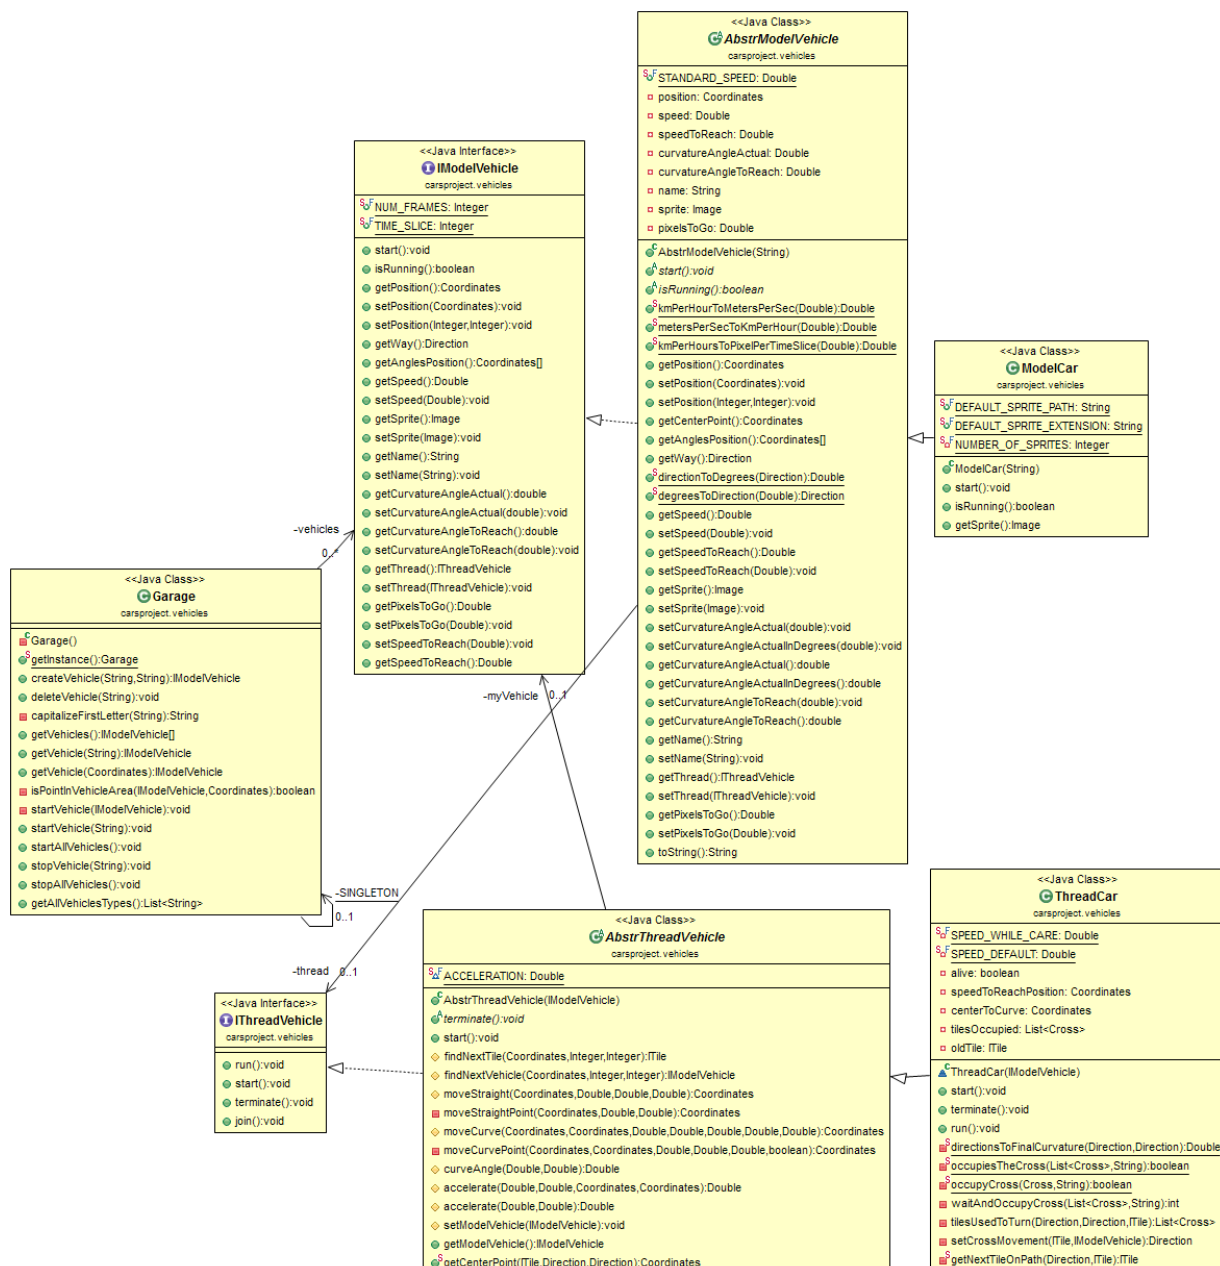 <<Java Class>>
AbstrModelVehicle
carsproject.vehicles
STANDARD_SPEED: Double
position: Coordinates
speed: Double
speedToReach: Double
curvatureAngleActual: Double
curvatureAngleToReach: Double
name: String
sprite: Image
pixelsToGo: Double
AbstrModelVehicle(String)
start():void
isRunning():boolean
kmPerHourToMetersPerSec(Double):Double
metersPerSecToKmPerHour(Double):Double
kmPerHoursToPixelPerTimeSlice(Double):Double
getPosition():Coordinates
setPosition(Coordinates):void
setPosition(Integer,Integer):void
getCenterPoint():Coordinates
getAnglesPosition():Coordinates[]
getWay():Direction
directionToDegrees(Direction):Double
degreesToDirection(Double):Direction
getSpeed():Double
setSpeed(Double):void
getSpeedToReach():Double
setSpeedToReach(Double):void
getSprite():Image
setSprite(Image):void
setCurvatureAngleActual(double):void
setCurvatureAngleActualInDegrees(double):void
getCurvatureAngleActual():double
getCurvatureAngleActualInDegrees():double
setCurvatureAngleToReach(double):void
getCurvatureAngleToReach():double
getName():String
setName(String):void
getThread():IThreadVehicle
setThread(IThreadVehicle):void
getPixelsToGo():Double
setPixelsToGo(Double):void
toString():String
<<Java Interface>>
IModelVehicle
carsproject.vehicles
NUM_FRAMES: Integer
TIME_SLICE: Integer
start():void
isRunning():boolean
getPosition():Coordinates
setPosition(Coordinates):void
setPosition(Integer,Integer):void
getWay():Direction
getAnglesPosition():Coordinates[]
getSpeed():Double
setSpeed(Double):void
getSprite():Image
setSprite(Image):void
getName():String
setName(String):void
getCurvatureAngleActual():double
setCurvatureAngleActual(double):void
getCurvatureAngleToReach():double
setCurvatureAngleToReach(double):void
getThread():IThreadVehicle
setThread(IThreadVehicle):void
getPixelsToGo():Double
setPixelsToGo(Double):void
setSpeedToReach(Double):void
getSpeedToReach():Double
<<Java Class>>
ModelCar
carsproject.vehicles
DEFAULT_SPRITE_PATH: String
DEFAULT_SPRITE_EXTENSION: String
NUMBER_OF_SPRITES: Integer
ModelCar(String)
start():void
isRunning():boolean
getSprite():Image
-vehicles
0..*
<<Java Class>>
Garage
carsproject.vehicles
Garage()
getInstance():Garage
createVehicle(String,String):IModelVehicle
deleteVehicle(String):void
capitalizeFirstLetter(String):String
getVehicles():IModelVehicle[]
getVehicle(String):IModelVehicle
getVehicle(Coordinates):IModelVehicle
isPointInVehicleArea(IModelVehicle,Coordinates):boolean
startVehicle(IModelVehicle):void
startVehicle(String):void
startAllVehicles():void
stopVehicle(String):void
stopAllVehicles():void
getAllVehiclesTypes():List<String>
-myVehicle
0..1
-SINGLETON
0..1
-thread
0..1
<<Java Interface>>
IThreadVehicle
carsproject.vehicles
run():void
start():void
terminate():void
join():void
<<Java Class>>
AbstrThreadVehicle
carsproject.vehicles
ACCELERATION: Double
AbstrThreadVehicle(IModelVehicle)
terminate():void
start():void
findNextTile(Coordinates,Integer,Integer):ITile
findNextVehicle(Coordinates,Integer,Integer):IModelVehicle
moveStraight(Coordinates,Double,Double,Double):Coordinates
moveStraightPoint(Coordinates,Double,Double):Coordinates
moveCurve(Coordinates,Coordinates,Double,Double,Double,Double,Double):Coordinates
moveCurvePoint(Coordinates,Coordinates,Double,Double,Double,boolean):Coordinates
curveAngle(Double,Double):Double
accelerate(Double,Double,Coordinates,Coordinates):Double
accelerate(Double,Double):Double
setModelVehicle(IModelVehicle):void
getModelVehicle():IModelVehicle
getCenterPoint(ITile,Direction,Direction):Coordinates
<<Java Class>>
ThreadCar
carsproject.vehicles
SPEED_WHILE_CARE: Double
SPEED_DEFAULT: Double
alive: boolean
speedToReachPosition: Coordinates
centerToCurve: Coordinates
tilesOccupied: List<Cross>
oldTile: ITile
ThreadCar(IModelVehicle)
start():void
terminate():void
run():void
directionsToFinalCurvature(Direction,Direction):Double
occupiesTheCross(List<Cross>,String):boolean
occupyCross(Cross,String):boolean
waitAndOccupyCross(List<Cross>,String):int
tilesUsedToTurn(Direction,Direction,ITile):List<Cross>
setCrossMovement(ITile,IModelVehicle):Direction
getNextTileOnPath(Direction,ITile):ITile